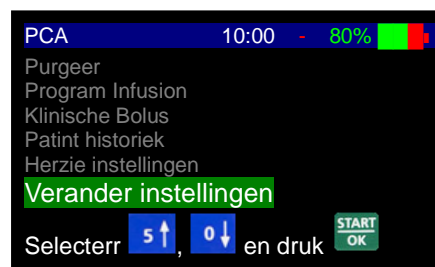 PCA 10:00 - 80%
Purgeer
Program Infusion
Klinische Bolus
Patint historiek
Herzie instellingen
Verander instellingen
Selecterr 5↑, 0↓ en druk START OK